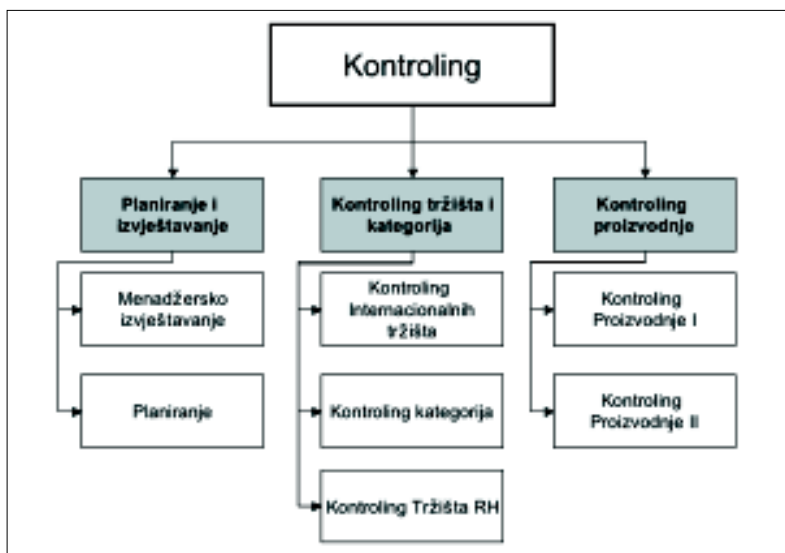 Kontroling
Planiranje i
izvještavanje
Menadžersko
izvještavanje
Planiranje
Kontroling tržišta i
kategorija
Kontroling
Internacionalnih
tržišta
Kontroling kategorija
Kontroling Tržišta RH
Kontroling
proizvodnje
Kontroling
Proizvodnje I
Kontroling
Proizvodnje II